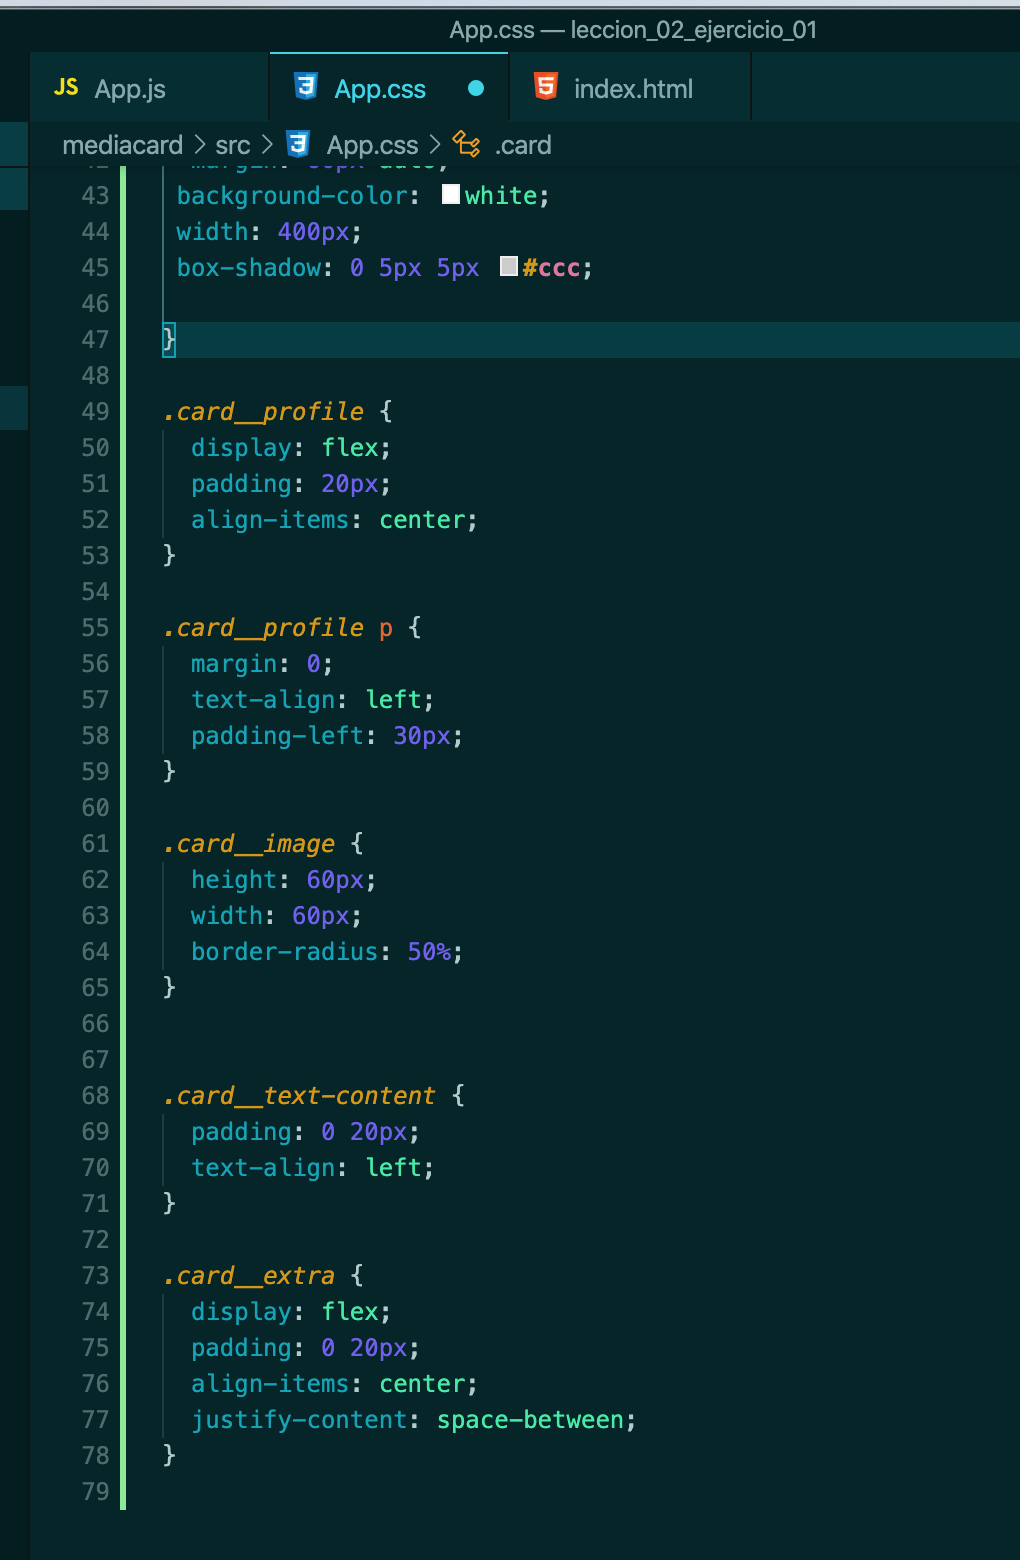 App.css — leccion_02_ejercicio_01
JS App.js App.css index.html
mediacard > src > App.css > .card
43 background-color: white;
44 width: 400px;
45 box-shadow: 0 5px 5px #ccc;
46
47 }
48
49 .card__profile {
50 display: flex;
51 padding: 20px;
52 align-items: center;
53 }
54
55 .card__profile p {
56 margin: 0;
57 text-align: left;
58 padding-left: 30px;
59 }
60
61 .card__image {
62 height: 60px;
63 width: 60px;
64 border-radius: 50%;
65 }
66
67
68 .card__text-content {
69 padding: 0 20px;
70 text-align: left;
71 }
72
73 .card__extra {
74 display: flex;
75 padding: 0 20px;
76 align-items: center;
77 justify-content: space-between;
78 }
79